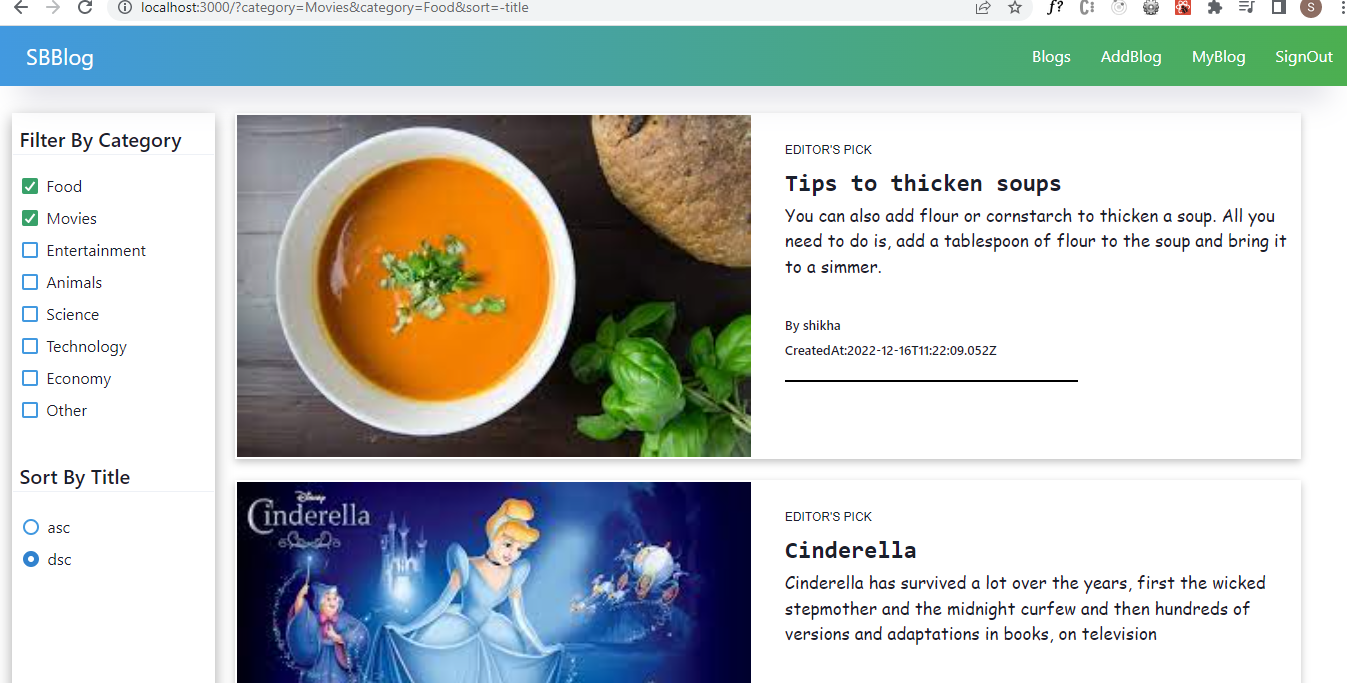 localhost:3000/?category=Movies&category=Food&sort=-title
f?
S
SBBlog
Blogs
AddBlog
MyBlog
SignOut
Filter By Category
Food
Movies
Entertainment
Animals
Science
Technology
Economy
Other
Sort By Title
asc
dsc
EDITOR'S PICK
Tips to thicken soups
You can also add flour or cornstarch to thicken a soup. All you
need to do is, add a tablespoon of flour to the soup and bring it
to a simmer.
By shikha
CreatedAt:2022-12-16T11:22:09.052Z
Disney
Cinderella
EDITOR'S PICK
Cinderella
Cinderella has survived a lot over the years, first the wicked
stepmother and the midnight curfew and then hundreds of
versions and adaptations in books, on television